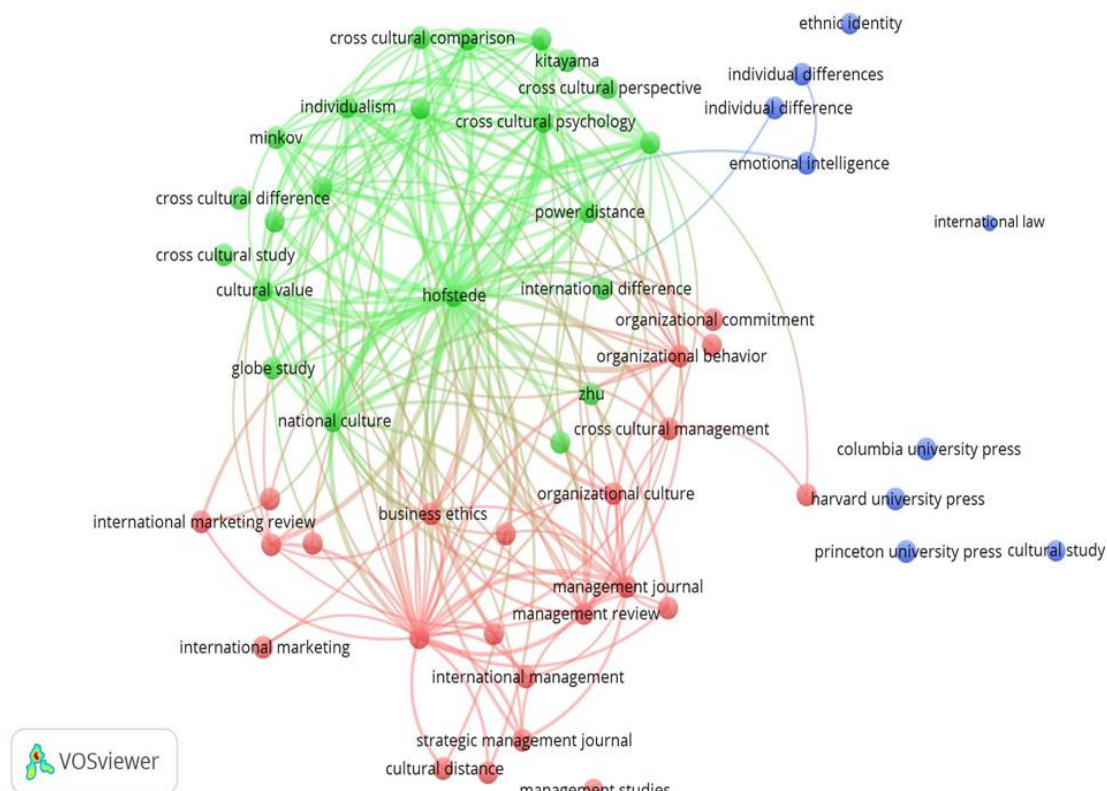 ethnic identity
cross cultural comparison
kitayama
individual differences
cross cultural perspective
individualism
individual difference
cross cultural psychology
minkov
emotional intelligence
cross cultural difference
power distance
international law
cross cultural study
cultural value
hofstede
international difference
organizational commitment
organizational behavior
globe study
zhu
national culture
cross cultural management
columbia university press
organizational culture
harvard university press
business ethics
international marketing review
princeton university press
cultural study
management journal
management review
international marketing
international management
strategic management journal
cultural distance
VOSviewer
management studies